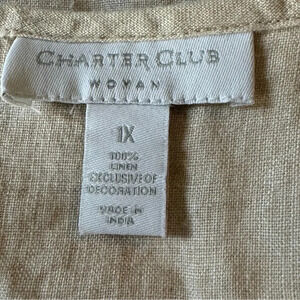 CHARTER CLUB
WOMAN
1X
100%
LINEN
EXCLUSIVE OF
DECORATION
MADE IN
INDIA